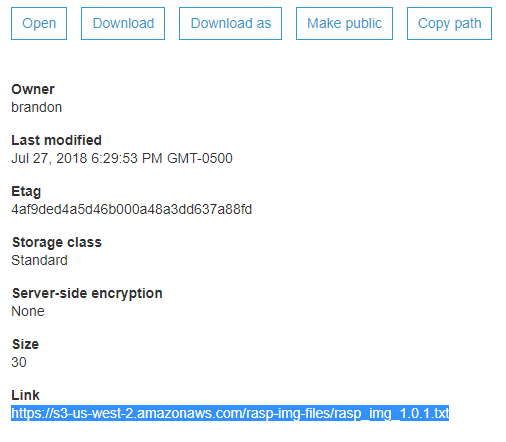 Open Download Download as Make public Copy path
Owner
brandon
Last modified
Jul 27, 2018 6:29:53 PM GMT-0500
Etag
4af9ded4a5d46b000a48a3dd637a88fd
Storage class
Standard
Server-side encryption
None
Size
30
Link
https://s3-us-west-2.amazonaws.com/rasp-img-files/rasp_img_1.0.1.txt